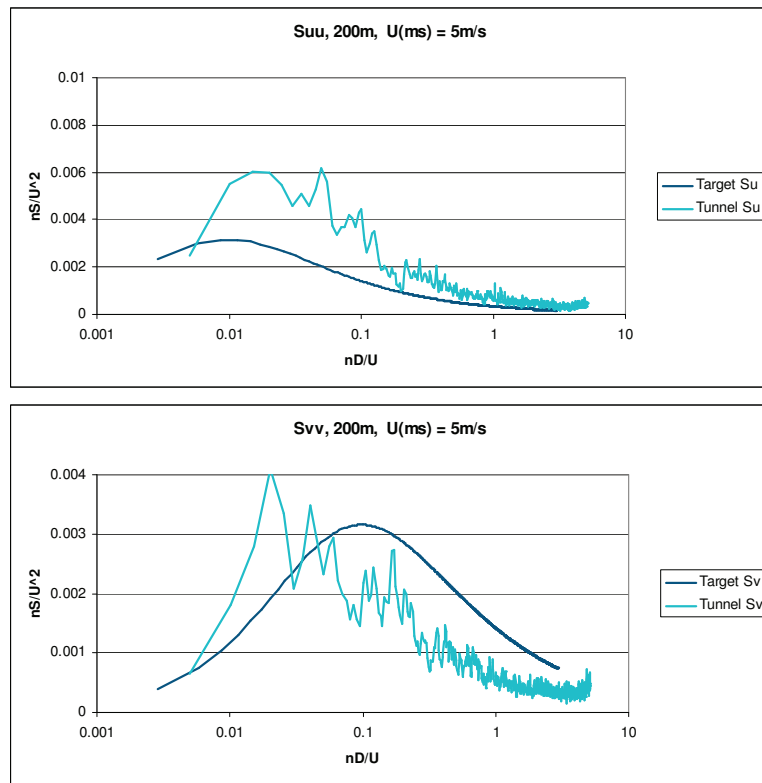 Suu, 200m,  U(ms) = 5m/s
0.01
0.008
0.006
0.004
0.002
0
nS/U^2
0.001
0.01
0.1
1
10
nD/U
Target Su
Tunnel Su
Svv, 200m,  U(ms) = 5m/s
0.004
0.003
0.002
0.001
0
nS/U^2
0.001
0.01
0.1
1
10
nD/U
Target Sv
Tunnel Sv